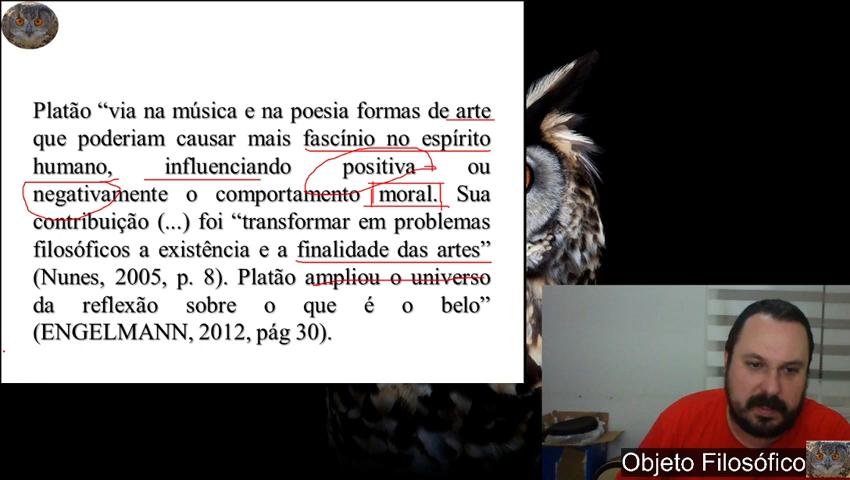 Platão “via na música e na poesia formas de arte
que poderiam causar mais fascínio no espírito
humano, influenciando positiva ou
negativamente o comportamento moral. Sua
contribuição (...) foi “transformar em problemas
filosóficos a existência e a finalidade das artes”
(Nunes, 2005, p. 8). Platão ampliou o universo
da reflexão sobre o que é o belo”
(ENGELMANN, 2012, pág 30).
Objeto Filosófico